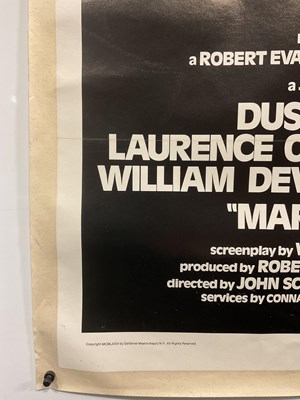 a ROBERT EVA
a
DUS
LAURENCE O
WILLIAM DEV
"MAR
screenplay by
produced by ROBE
directed by JOHN SC
services by CONNA